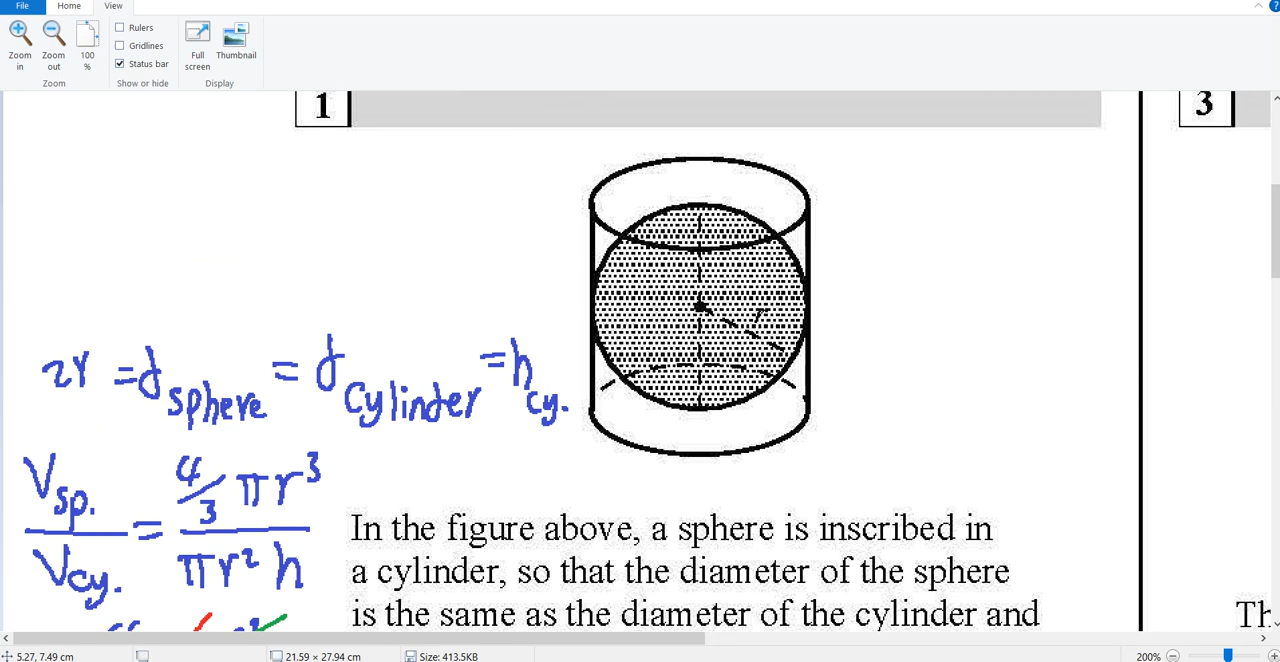 File Home View
Zoom in
Zoom out
100 %
Rulers
Gridlines
Status bar
Full screen
Thumbnail
Zoom
Show or hide
Display
1
3
r
2r = d sphere = d cylinder = h cy.
V sp. / V cy. = 4/3 πr³ / πr² h
In the figure above, a sphere is inscribed in
a cylinder, so that the diameter of the sphere
is the same as the diameter of the cylinder and
Th
5.27, 7.49 cm
21.59 × 27.94 cm
Size: 413.5KB
200%